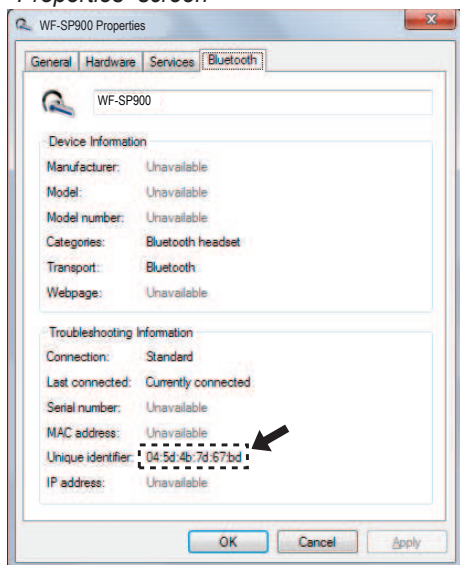 "Properties" screen
WF-SP900 Properties
General Hardware Services Bluetooth
WF-SP900
Device Information
Manufacturer: Unavailable
Model: Unavailable
Model number: Unavailable
Categories: Bluetooth headset
Transport: Bluetooth
Webpage: Unavailable
Troubleshooting Information
Connection: Standard
Last connected: Currently connected
Serial number: Unavailable
MAC address: Unavailable
Unique identifier: 04:5d:4b:7d:67:bd
IP address: Unavailable
OK Cancel Apply